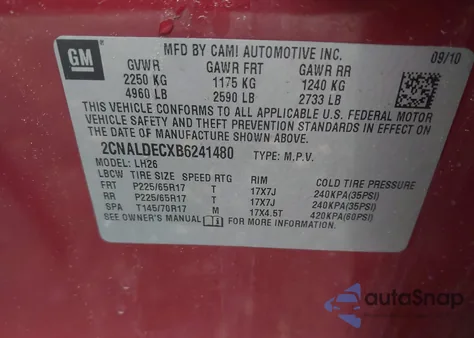 GM
MFD BY CAMI AUTOMOTIVE INC. 09/10
GVWR GAWR FRT GAWR RR
2250 KG 1175 KG 1240 KG
4960 LB 2590 LB 2733 LB
THIS VEHICLE CONFORMS TO ALL APPLICABLE U.S. FEDERAL MOTOR
VEHICLE SAFETY AND THEFT PREVENTION STANDARDS IN EFFECT ON THE
DATE OF MANUFACTURE SHOWN ABOVE.
2CNALDECXB6241480 TYPE: M.P.V.
MODEL: LH26
LBCW TIRE SIZE SPEED RTG RIM COLD TIRE PRESSURE
FRT P225/65R17 T 17X7J 240KPA(35PSI)
RR P225/65R17 T 17X7J 240KPA(35PSI)
SPA T145/70R17 M 17X4.5T 420KPA(60PSI)
SEE OWNER'S MANUAL FOR MORE INFORMATION.
autoSnap